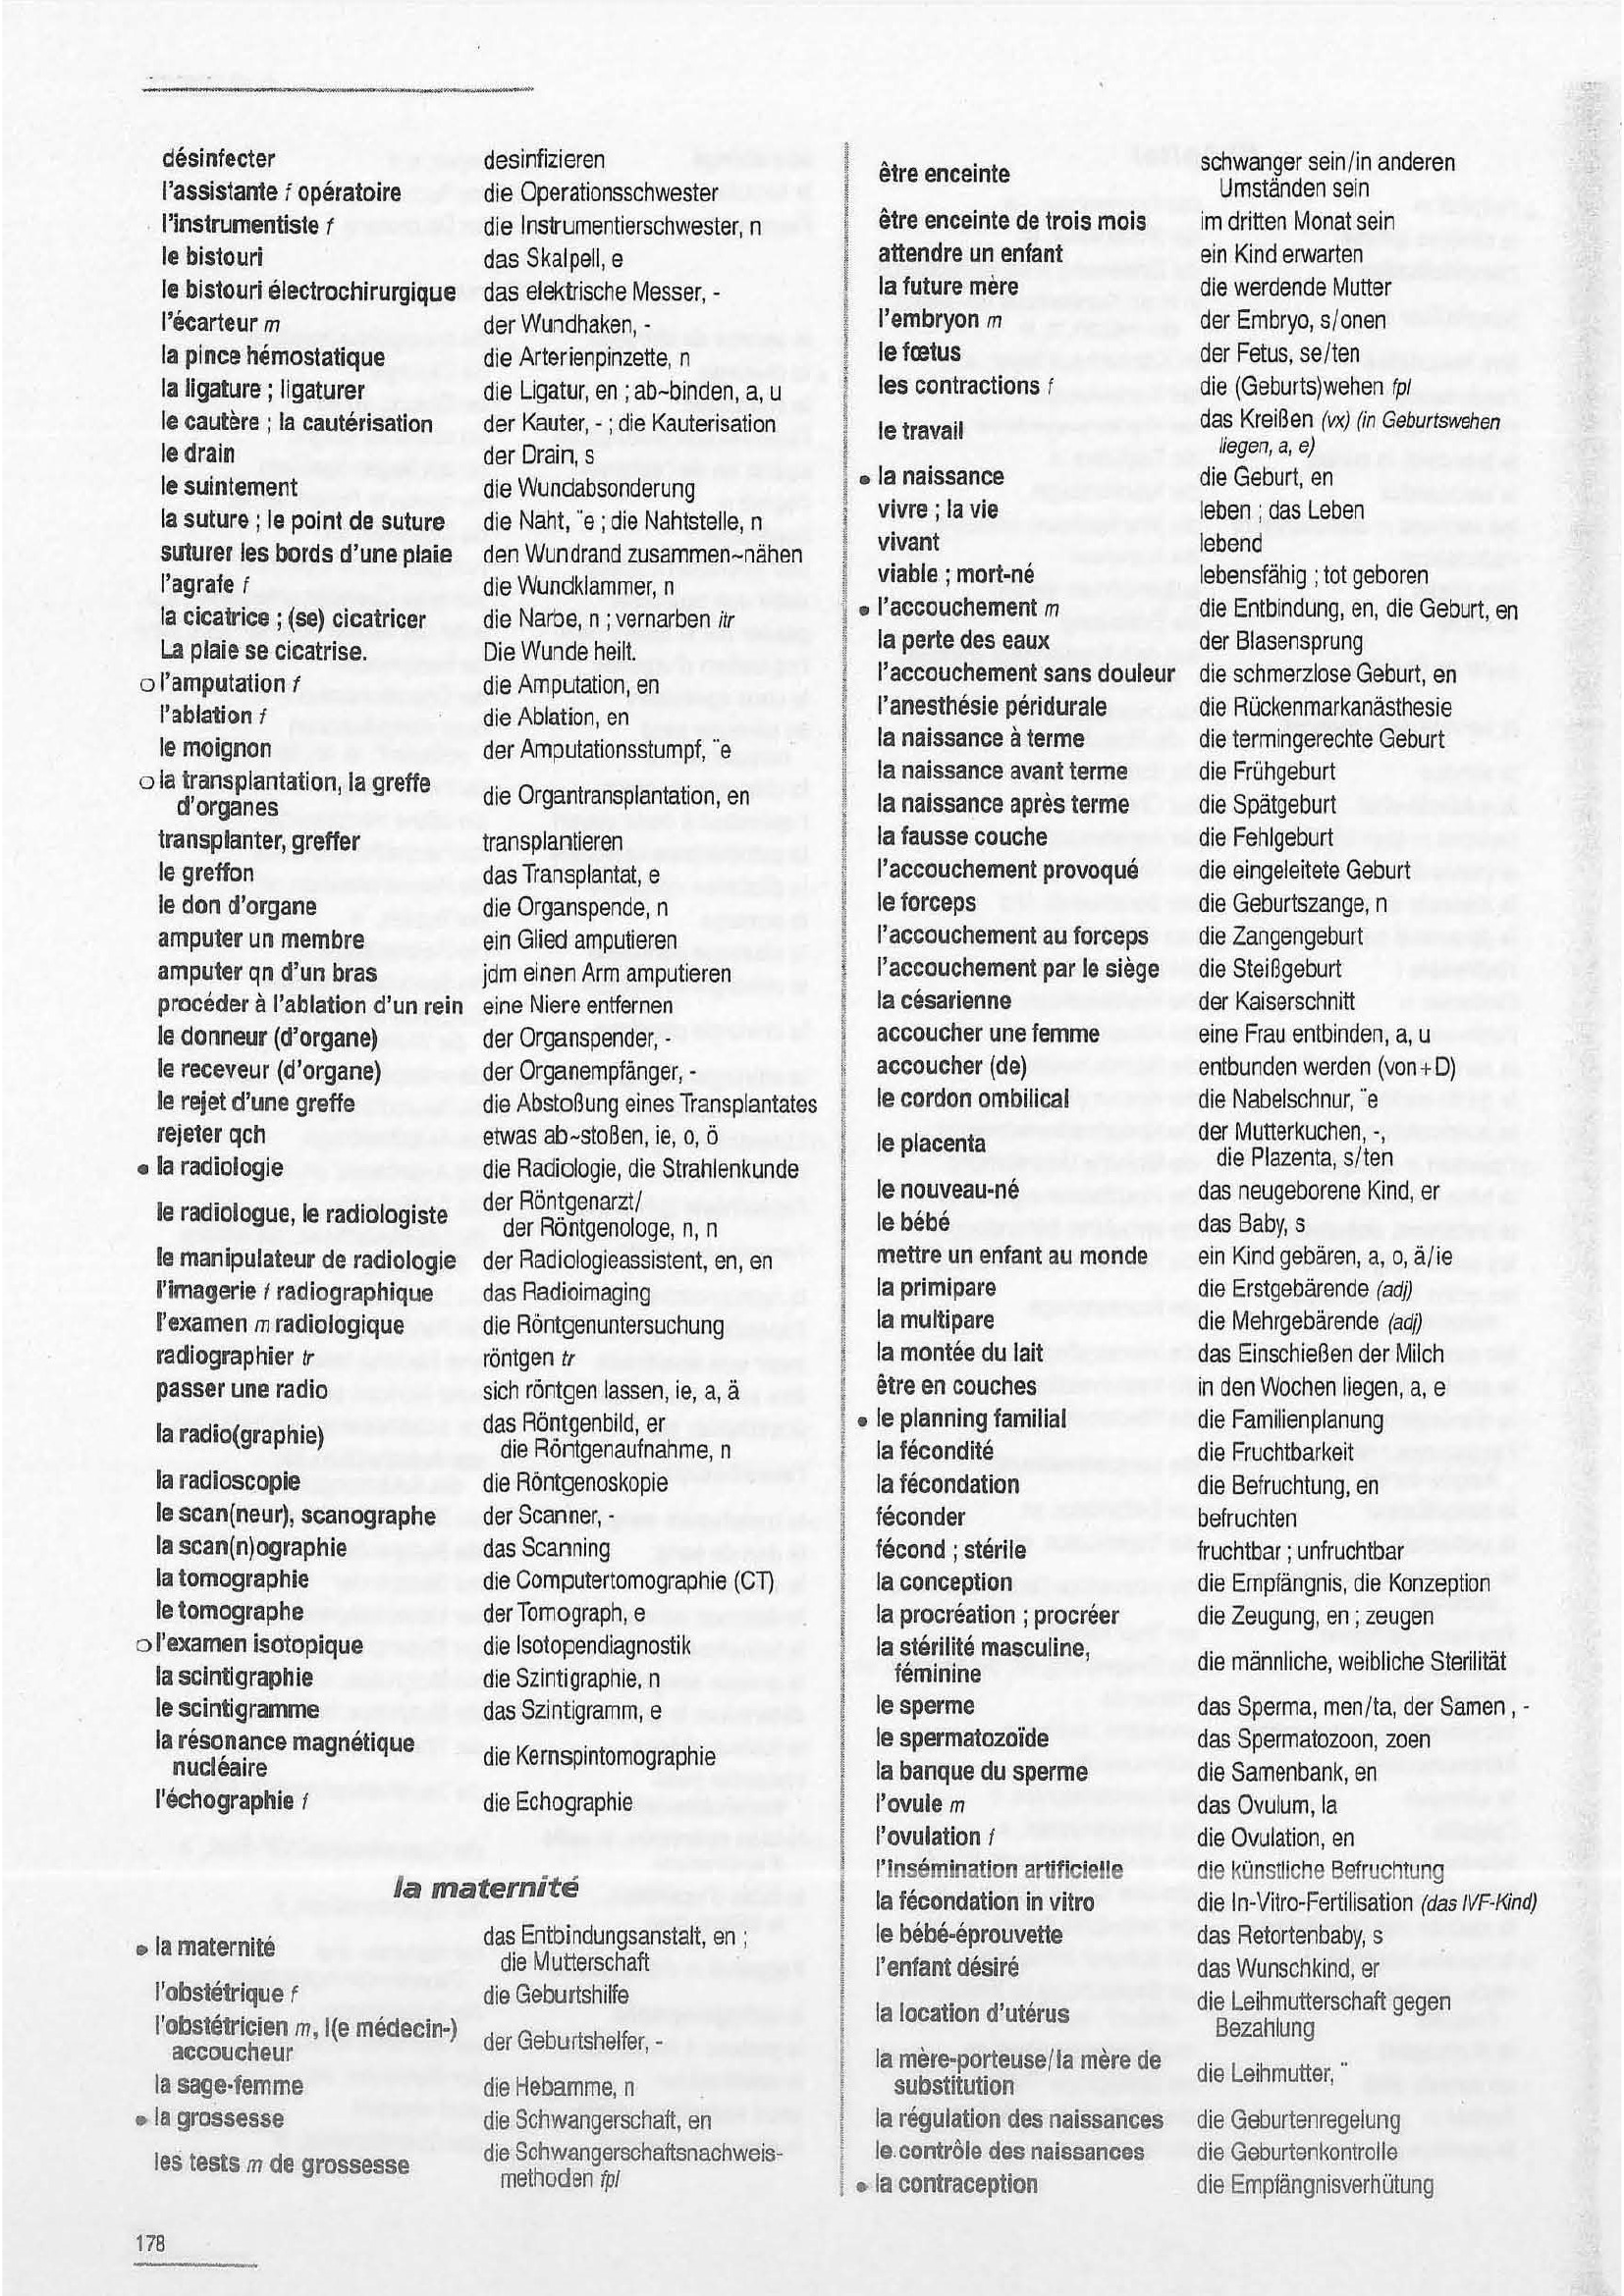 désinfecter desinfizieren
l'assistante f opératoire die Operationsschwester
l'instrumentiste f die Instrumentierschwester, n
le bistouri das Skalpell, e
le bistouri électrochirurgique das elektrische Messer, -
l'écarteur m der Wundhaken, -
la pince hémostatique die Arterienpinzette, n
la ligature ; ligaturer die Ligatur, en ; ab~binden, a, u
le cautère ; la cautérisation der Kauter, - ; die Kauterisation
le drain der Drain, s
le suintement die Wundabsonderung
la suture ; le point de suture die Naht, ¨e ; die Nahtstelle, n
suturer les bords d'une plaie den Wundrand zusammen~nähen
l'agrafe f die Wundklammer, n
la cicatrice ; (se) cicatricer die Narbe, n ; vernarben itr
La plaie se cicatrise. Die Wunde heilt.
○ l'amputation f die Amputation, en
l'ablation f die Ablation, en
le moignon der Amputationsstumpf, ¨e
○ la transplantation, la greffe
d'organes die Organtransplantation, en
transplanter, greffer transplantieren
le greffon das Transplantat, e
le don d'organe die Organspende, n
amputer un membre ein Glied amputieren
amputer qn d'un bras jdm einen Arm amputieren
procéder à l'ablation d'un rein eine Niere entfernen
le donneur (d'organe) der Organspender, -
le receveur (d'organe) der Organempfänger, -
le rejet d'une greffe die Abstoßung eines Transplantates
rejeter qch etwas ab~stoßen, ie, o, ö
● la radiologie die Radiologie, die Strahlenkunde
le radiologue, le radiologiste der Röntgenarzt/
der Röntgenologe, n, n
le manipulateur de radiologie der Radiologieassistent, en, en
l'imagerie f radiographique das Radioimaging
l'examen m radiologique die Röntgenuntersuchung
radiographier tr röntgen tr
passer une radio sich röntgen lassen, ie, a, ä
la radio(graphie) das Röntgenbild, er
die Röntgenaufnahme, n
la radioscopie die Röntgenoskopie
le scan(neur), scanographe der Scanner, -
la scan(n)ographie das Scanning
la tomographie die Computertomographie (CT)
le tomographe der Tomograph, e
○ l'examen isotopique die Isotopendiagnostik
la scintigraphie die Szintigraphie, n
le scintigramme das Szintigramm, e
la résonance magnétique
nucléaire die Kernspintomographie
l'échographie f die Echographie
la maternité
● la maternité das Entbindungsanstalt, en ;
die Mutterschaft
l'obstétrique f die Geburtshilfe
l'obstétricien m, l(e médecin-)
accoucheur der Geburtshelfer, -
la sage-femme die Hebamme, n
● la grossesse die Schwangerschaft, en
les tests m de grossesse die Schwangerschaftsnachweis-
methoden fpl
178
être enceinte schwanger sein/in anderen
Umständen sein
être enceinte de trois mois im dritten Monat sein
attendre un enfant ein Kind erwarten
la future mère die werdende Mutter
l'embryon m der Embryo, s/onen
le fœtus der Fetus, se/ten
les contractions f die (Geburts)wehen fpl
le travail das Kreißen (vx) (in Geburtswehen
liegen, a, e)
● la naissance die Geburt, en
vivre ; la vie leben ; das Leben
vivant lebend
viable ; mort-né lebensfähig ; tot geboren
● l'accouchement m die Entbindung, en, die Geburt, en
la perte des eaux der Blasensprung
l'accouchement sans douleur die schmerzlose Geburt, en
l'anesthésie péridurale die Rückenmarkanästhesie
la naissance à terme die termingerechte Geburt
la naissance avant terme die Frühgeburt
la naissance après terme die Spätgeburt
la fausse couche die Fehlgeburt
l'accouchement provoqué die eingeleitete Geburt
le forceps die Geburtszange, n
l'accouchement au forceps die Zangengeburt
l'accouchement par le siège die Steißgeburt
la césarienne der Kaiserschnitt
accoucher une femme eine Frau entbinden, a, u
accoucher (de) entbunden werden (von+D)
le cordon ombilical die Nabelschnur, ¨e
le placenta der Mutterkuchen, -,
die Plazenta, s/ten
le nouveau-né das neugeborene Kind, er
le bébé das Baby, s
mettre un enfant au monde ein Kind gebären, a, o, ä/ie
la primipare die Erstgebärende (adj)
la multipare die Mehrgebärende (adj)
la montée du lait das Einschießen der Milch
être en couches in den Wochen liegen, a, e
● le planning familial die Familienplanung
la fécondité die Fruchtbarkeit
la fécondation die Befruchtung, en
féconder befruchten
fécond ; stérile fruchtbar ; unfruchtbar
la conception die Empfängnis, die Konzeption
la procréation ; procréer die Zeugung, en ; zeugen
la stérilité masculine,
féminine die männliche, weibliche Sterilität
le sperme das Sperma, men/ta, der Samen , -
le spermatozoïde das Spermatozoon, zoen
la banque du sperme die Samenbank, en
l'ovule m das Ovulum, la
l'ovulation f die Ovulation, en
l'insémination artificielle die künstliche Befruchtung
la fécondation in vitro die In-Vitro-Fertilisation (das IVF-Kind)
le bébé-éprouvette das Retortenbaby, s
l'enfant désiré das Wunschkind, er
la location d'utérus die Leihmutterschaft gegen
Bezahlung
la mère-porteuse/la mère de
substitution die Leihmutter, ¨
la régulation des naissances die Geburtenregelung
le contrôle des naissances die Geburtenkontrolle
● la contraception die Empfängnisverhütung